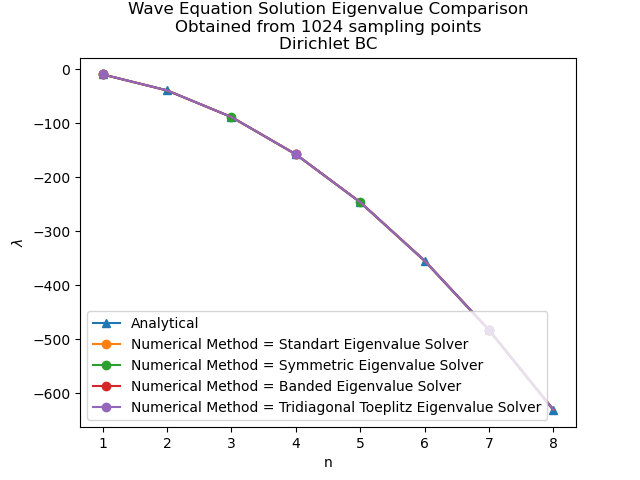 Wave Equation Solution Eigenvalue Comparison
Obtained from 1024 sampling points
Dirichlet BC
0
−100
−200
−300
−400
−500
−600
λ
Analytical
Numerical Method = Standart Eigenvalue Solver
Numerical Method = Symmetric Eigenvalue Solver
Numerical Method = Banded Eigenvalue Solver
Numerical Method = Tridiagonal Toeplitz Eigenvalue Solver
1 2 3 4 5 6 7 8
n